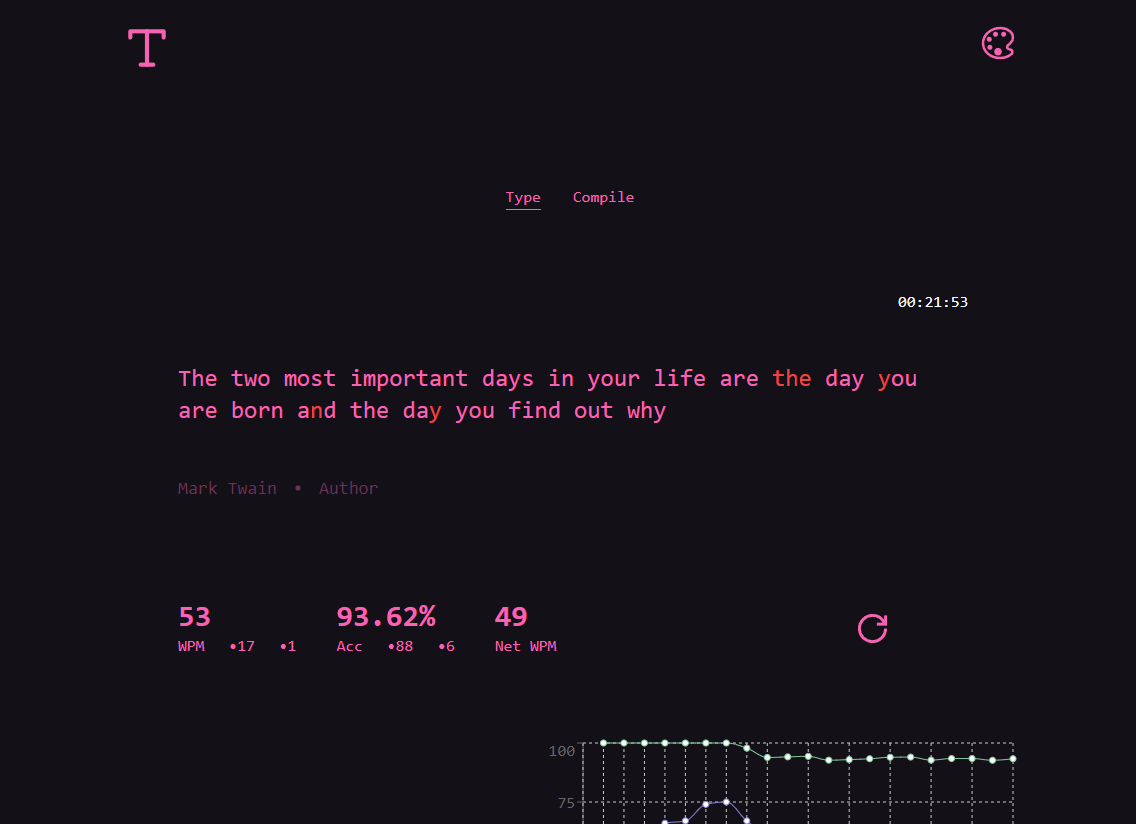 T
Type Compile
00:21:53
The two most important days in your life are the day you
are born and the day you find out why
Mark Twain • Author
53 93.62% 49
WPM •17 •1 Acc •88 •6 Net WPM
100
75